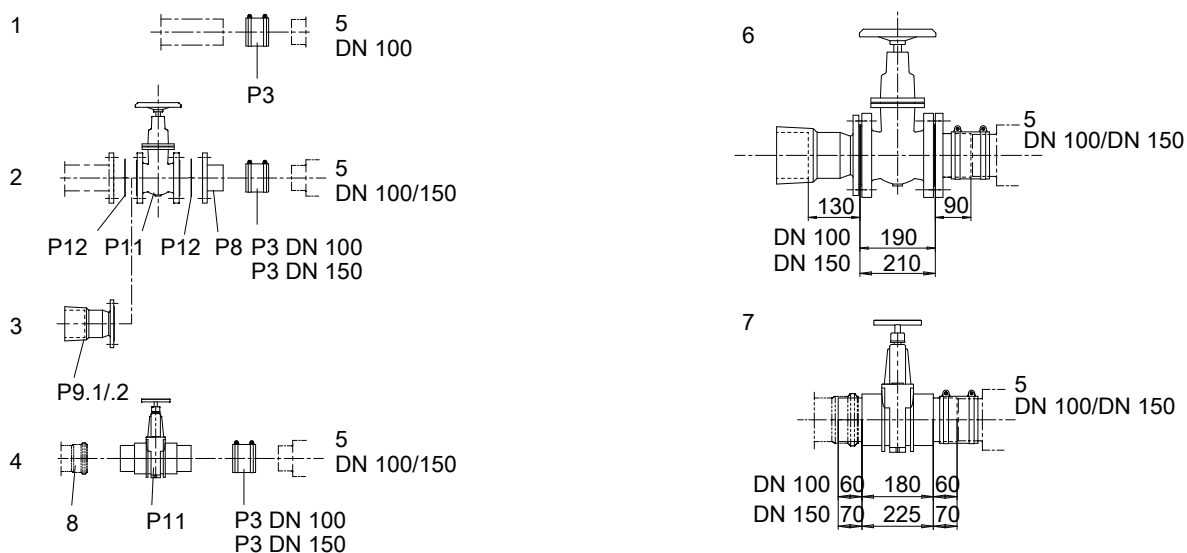 1
5
DN 100
P3
2
5
DN 100/150
P12 P11 P12 P8 P3 DN 100
P3 DN 150
3
P9.1/.2
4
5
DN 100/150
8 P11 P3 DN 100
P3 DN 150
6
5
DN 100/DN 150
130 90
DN 100 190
DN 150 210
7
5
DN 100/DN 150
DN 100 60 180 60
DN 150 70 225 70